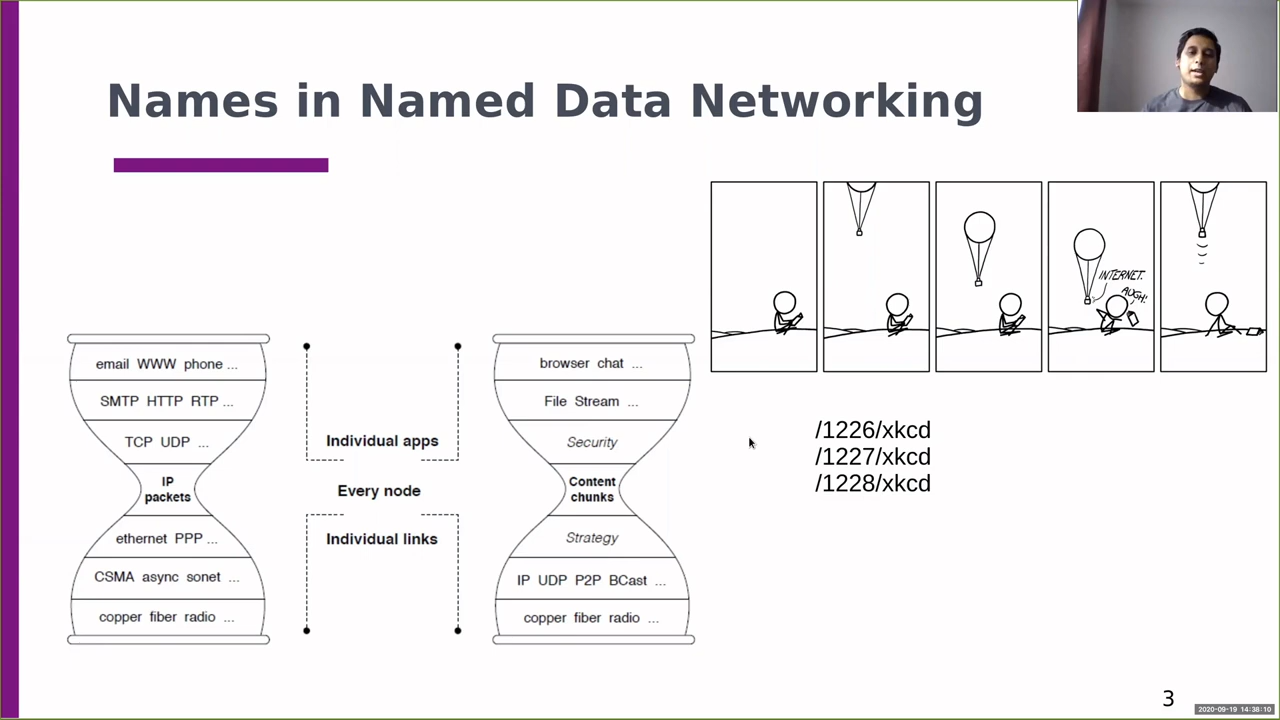 Names in Named Data Networking
INTERNET.
AUGH!
email WWW phone ...
SMTP HTTP RTP ...
TCP UDP ...
IP
packets
ethernet PPP ...
CSMA async sonet ...
copper fiber radio ...
Individual apps
Every node
Individual links
browser chat ...
File Stream ...
Security
Content
chunks
Strategy
IP UDP P2P BCast ...
copper fiber radio ...
/1226/xkcd
/1227/xkcd
/1228/xkcd
3
2020-09-19 14:38:10